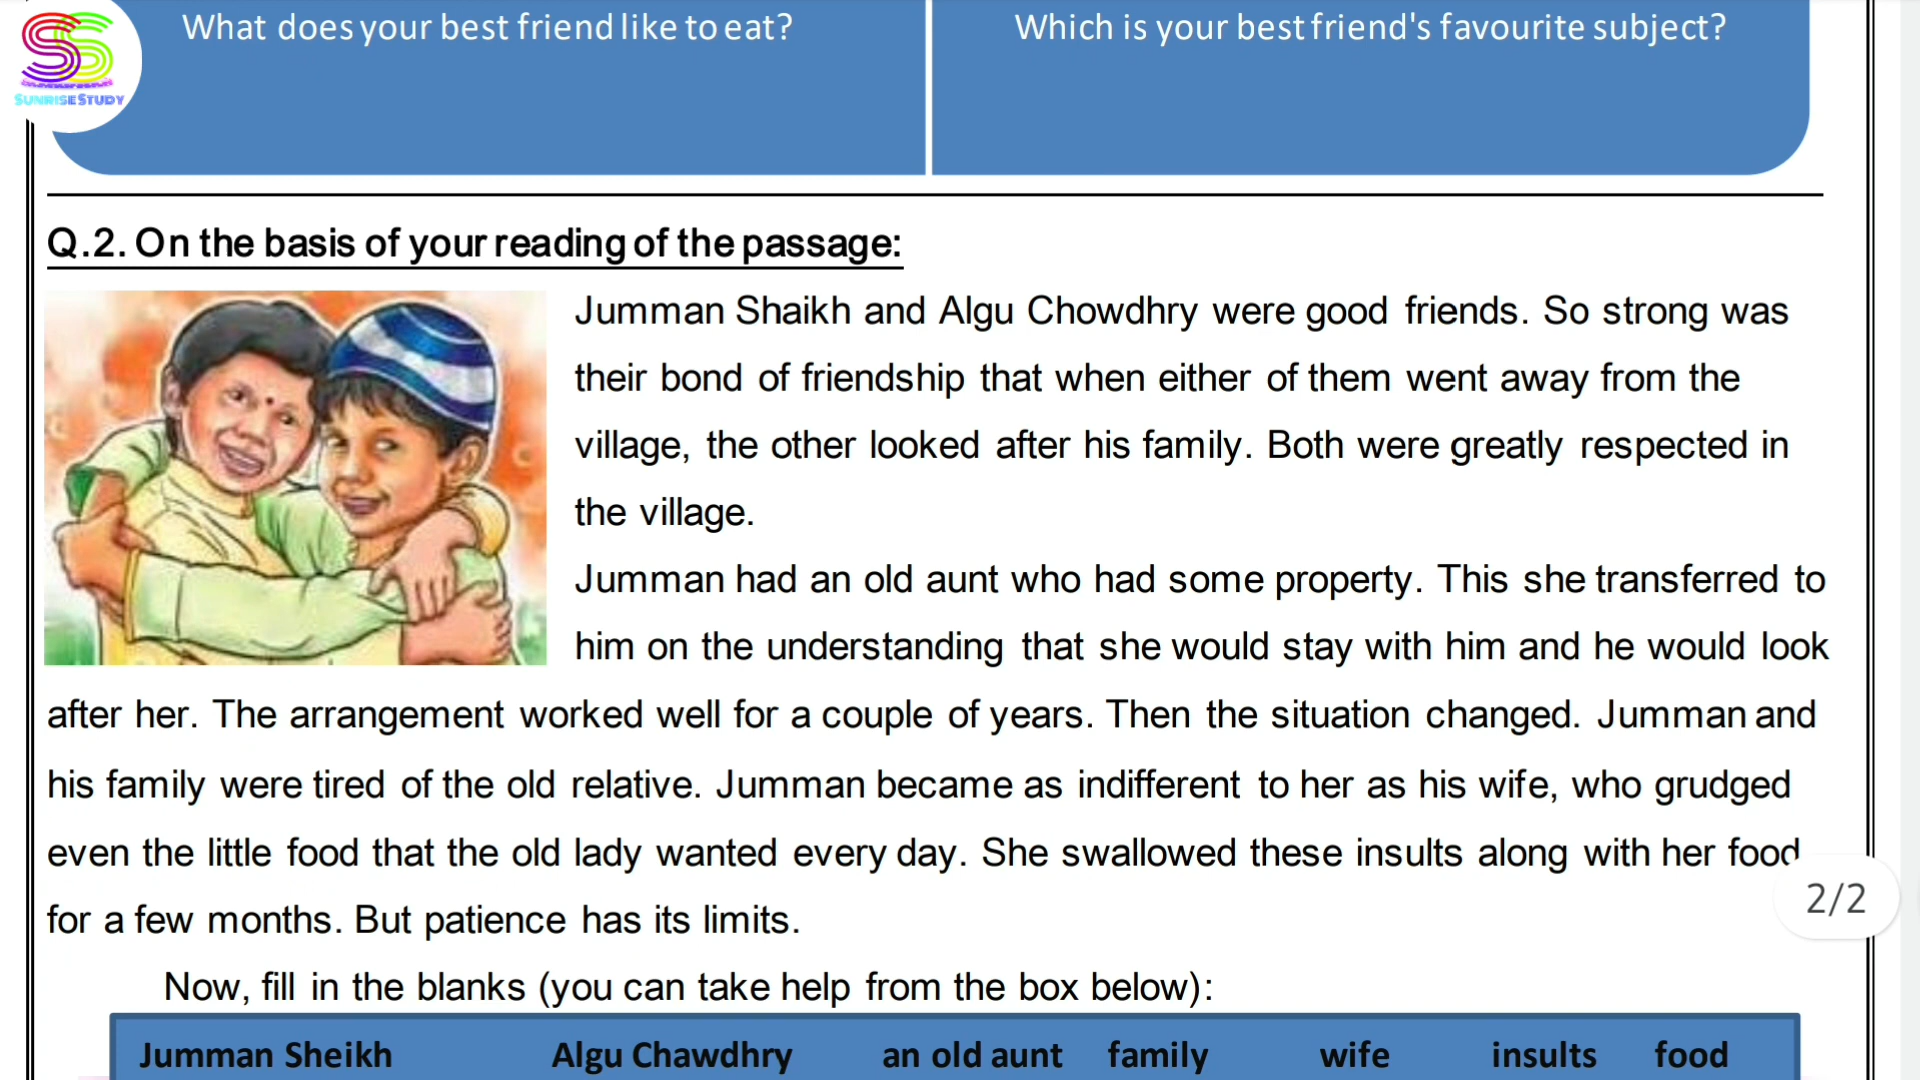 What does your best friend like to eat?
Which is your best friend's favourite subject?
SUNRISE STUDY
Q.2. On the basis of your reading of the passage:
Jumman Shaikh and Algu Chowdhry were good friends. So strong was
their bond of friendship that when either of them went away from the
village, the other looked after his family. Both were greatly respected in
the village.
Jumman had an old aunt who had some property. This she transferred to
him on the understanding that she would stay with him and he would look
after her. The arrangement worked well for a couple of years. Then the situation changed. Jumman and
his family were tired of the old relative. Jumman became as indifferent to her as his wife, who grudged
even the little food that the old lady wanted every day. She swallowed these insults along with her food
for a few months. But patience has its limits.
Now, fill in the blanks (you can take help from the box below):
Jumman Sheikh Algu Chawdhry an old aunt family wife insults food
2/2